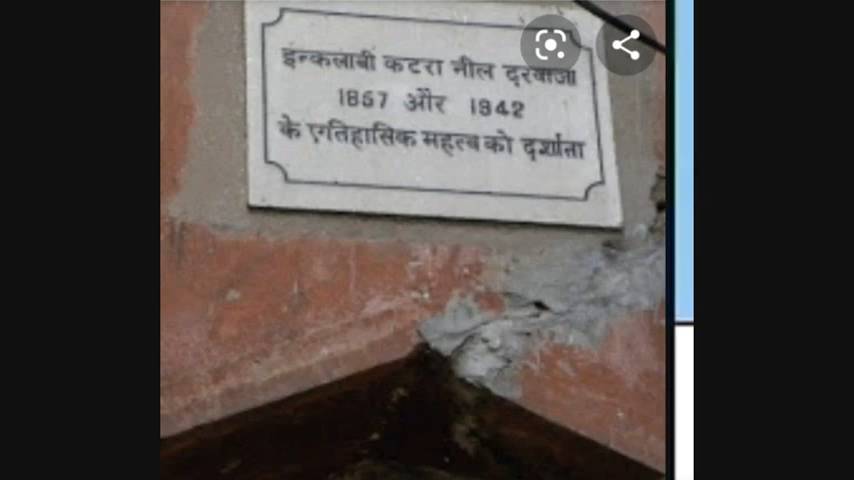 इन्कलाबी कटरा नील दरवाजा
1857 और 1942
के एतिहासिक महत्व को दर्शाता